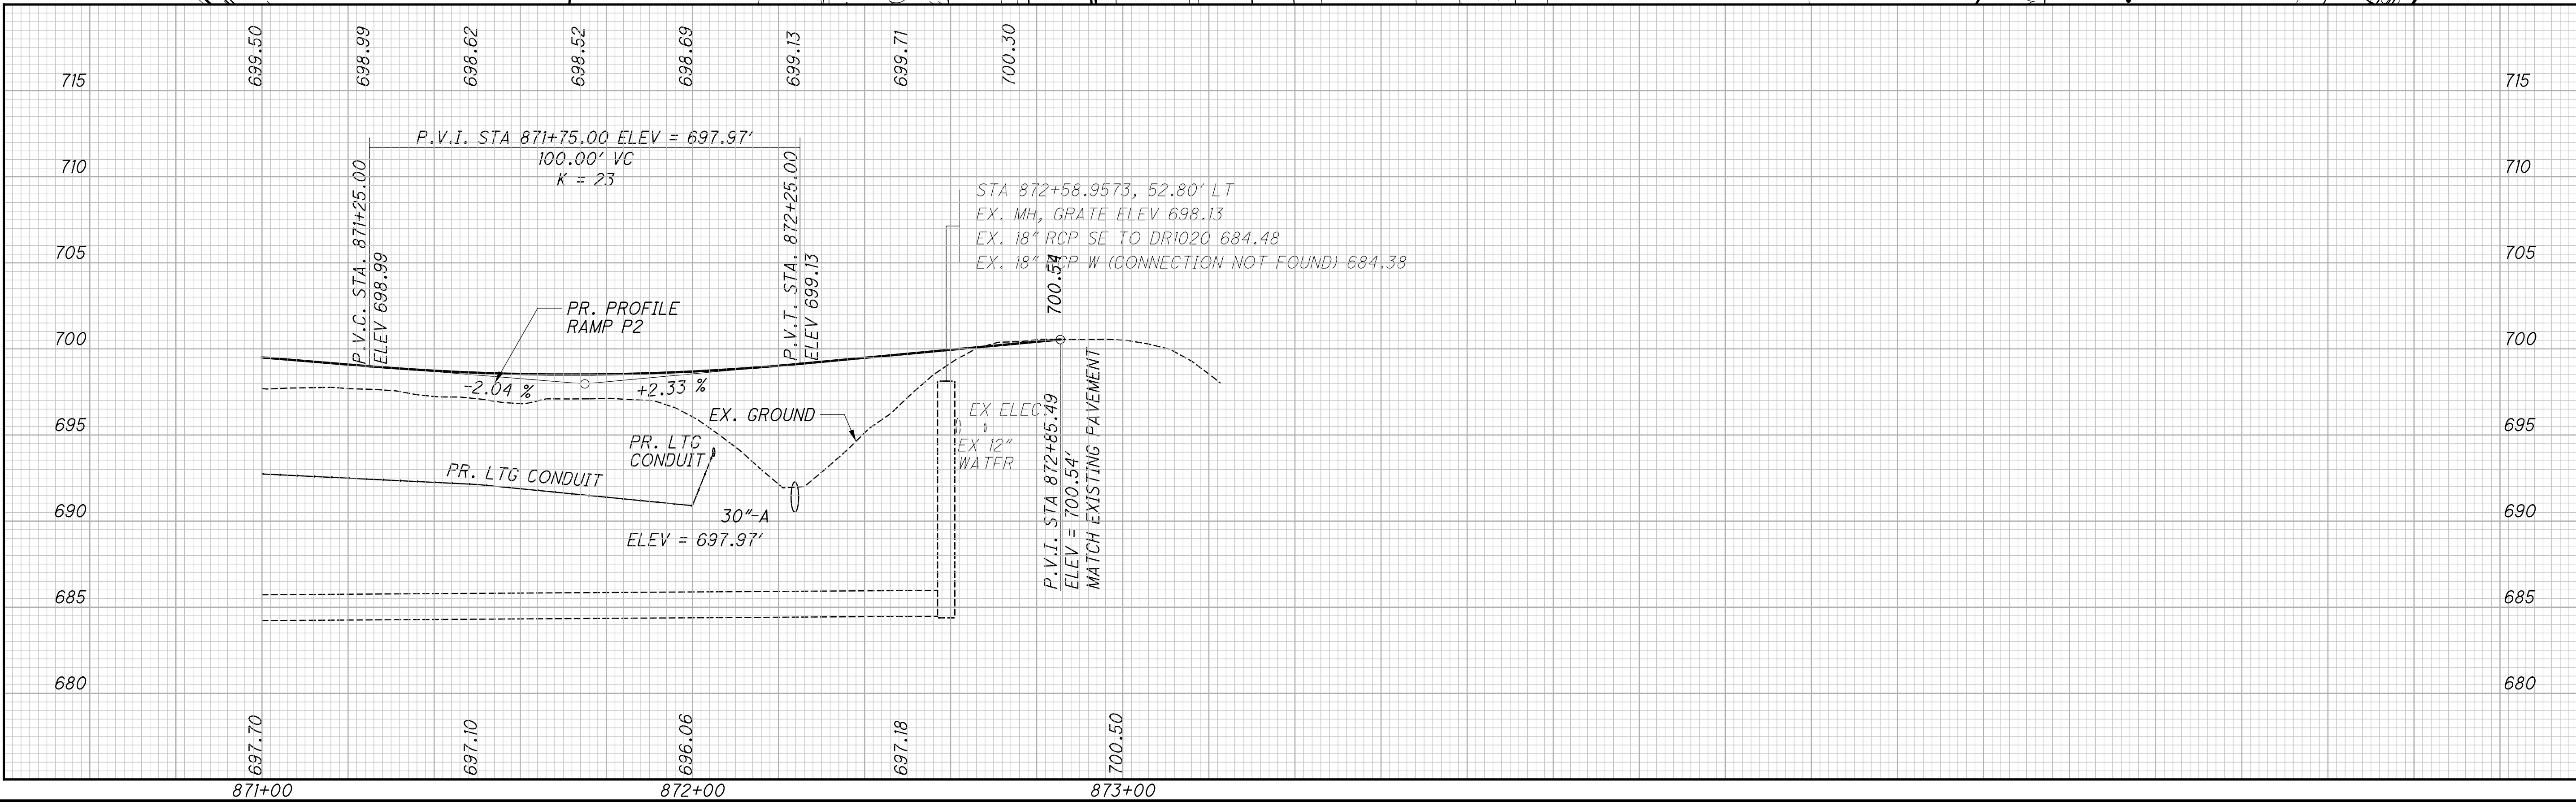 699.50
698.99
698.62
698.52
698.69
699.13
699.71
700.30
715
715
P.V.I. STA 871+75.00 ELEV = 697.97'
100.00' VC
K = 23
710
710
P.V.C. STA. 871+25.00
ELEV 698.99
P.V.T. STA. 872+25.00
ELEV 699.13
STA 872+58.9573, 52.80' LT
EX. MH, GRATE ELEV 698.13
EX. 18" RCP SE TO DR1020 684.48
EX. 18" RCP W (CONNECTION NOT FOUND) 684.38
705
705
700.54
PR. PROFILE
RAMP P2
700
700
-2.04 %
+2.33 %
EX. GROUND
EX ELEC
EX 12"
WATER
695
695
PR. LTG
CONDUIT
PR. LTG CONDUIT
P.V.I. STA 872+85.49
ELEV = 700.54'
MATCH EXISTING PAVEMENT
690
690
30"-A
ELEV = 697.97'
685
685
680
680
697.70
697.10
696.06
697.18
700.50
871+00
872+00
873+00